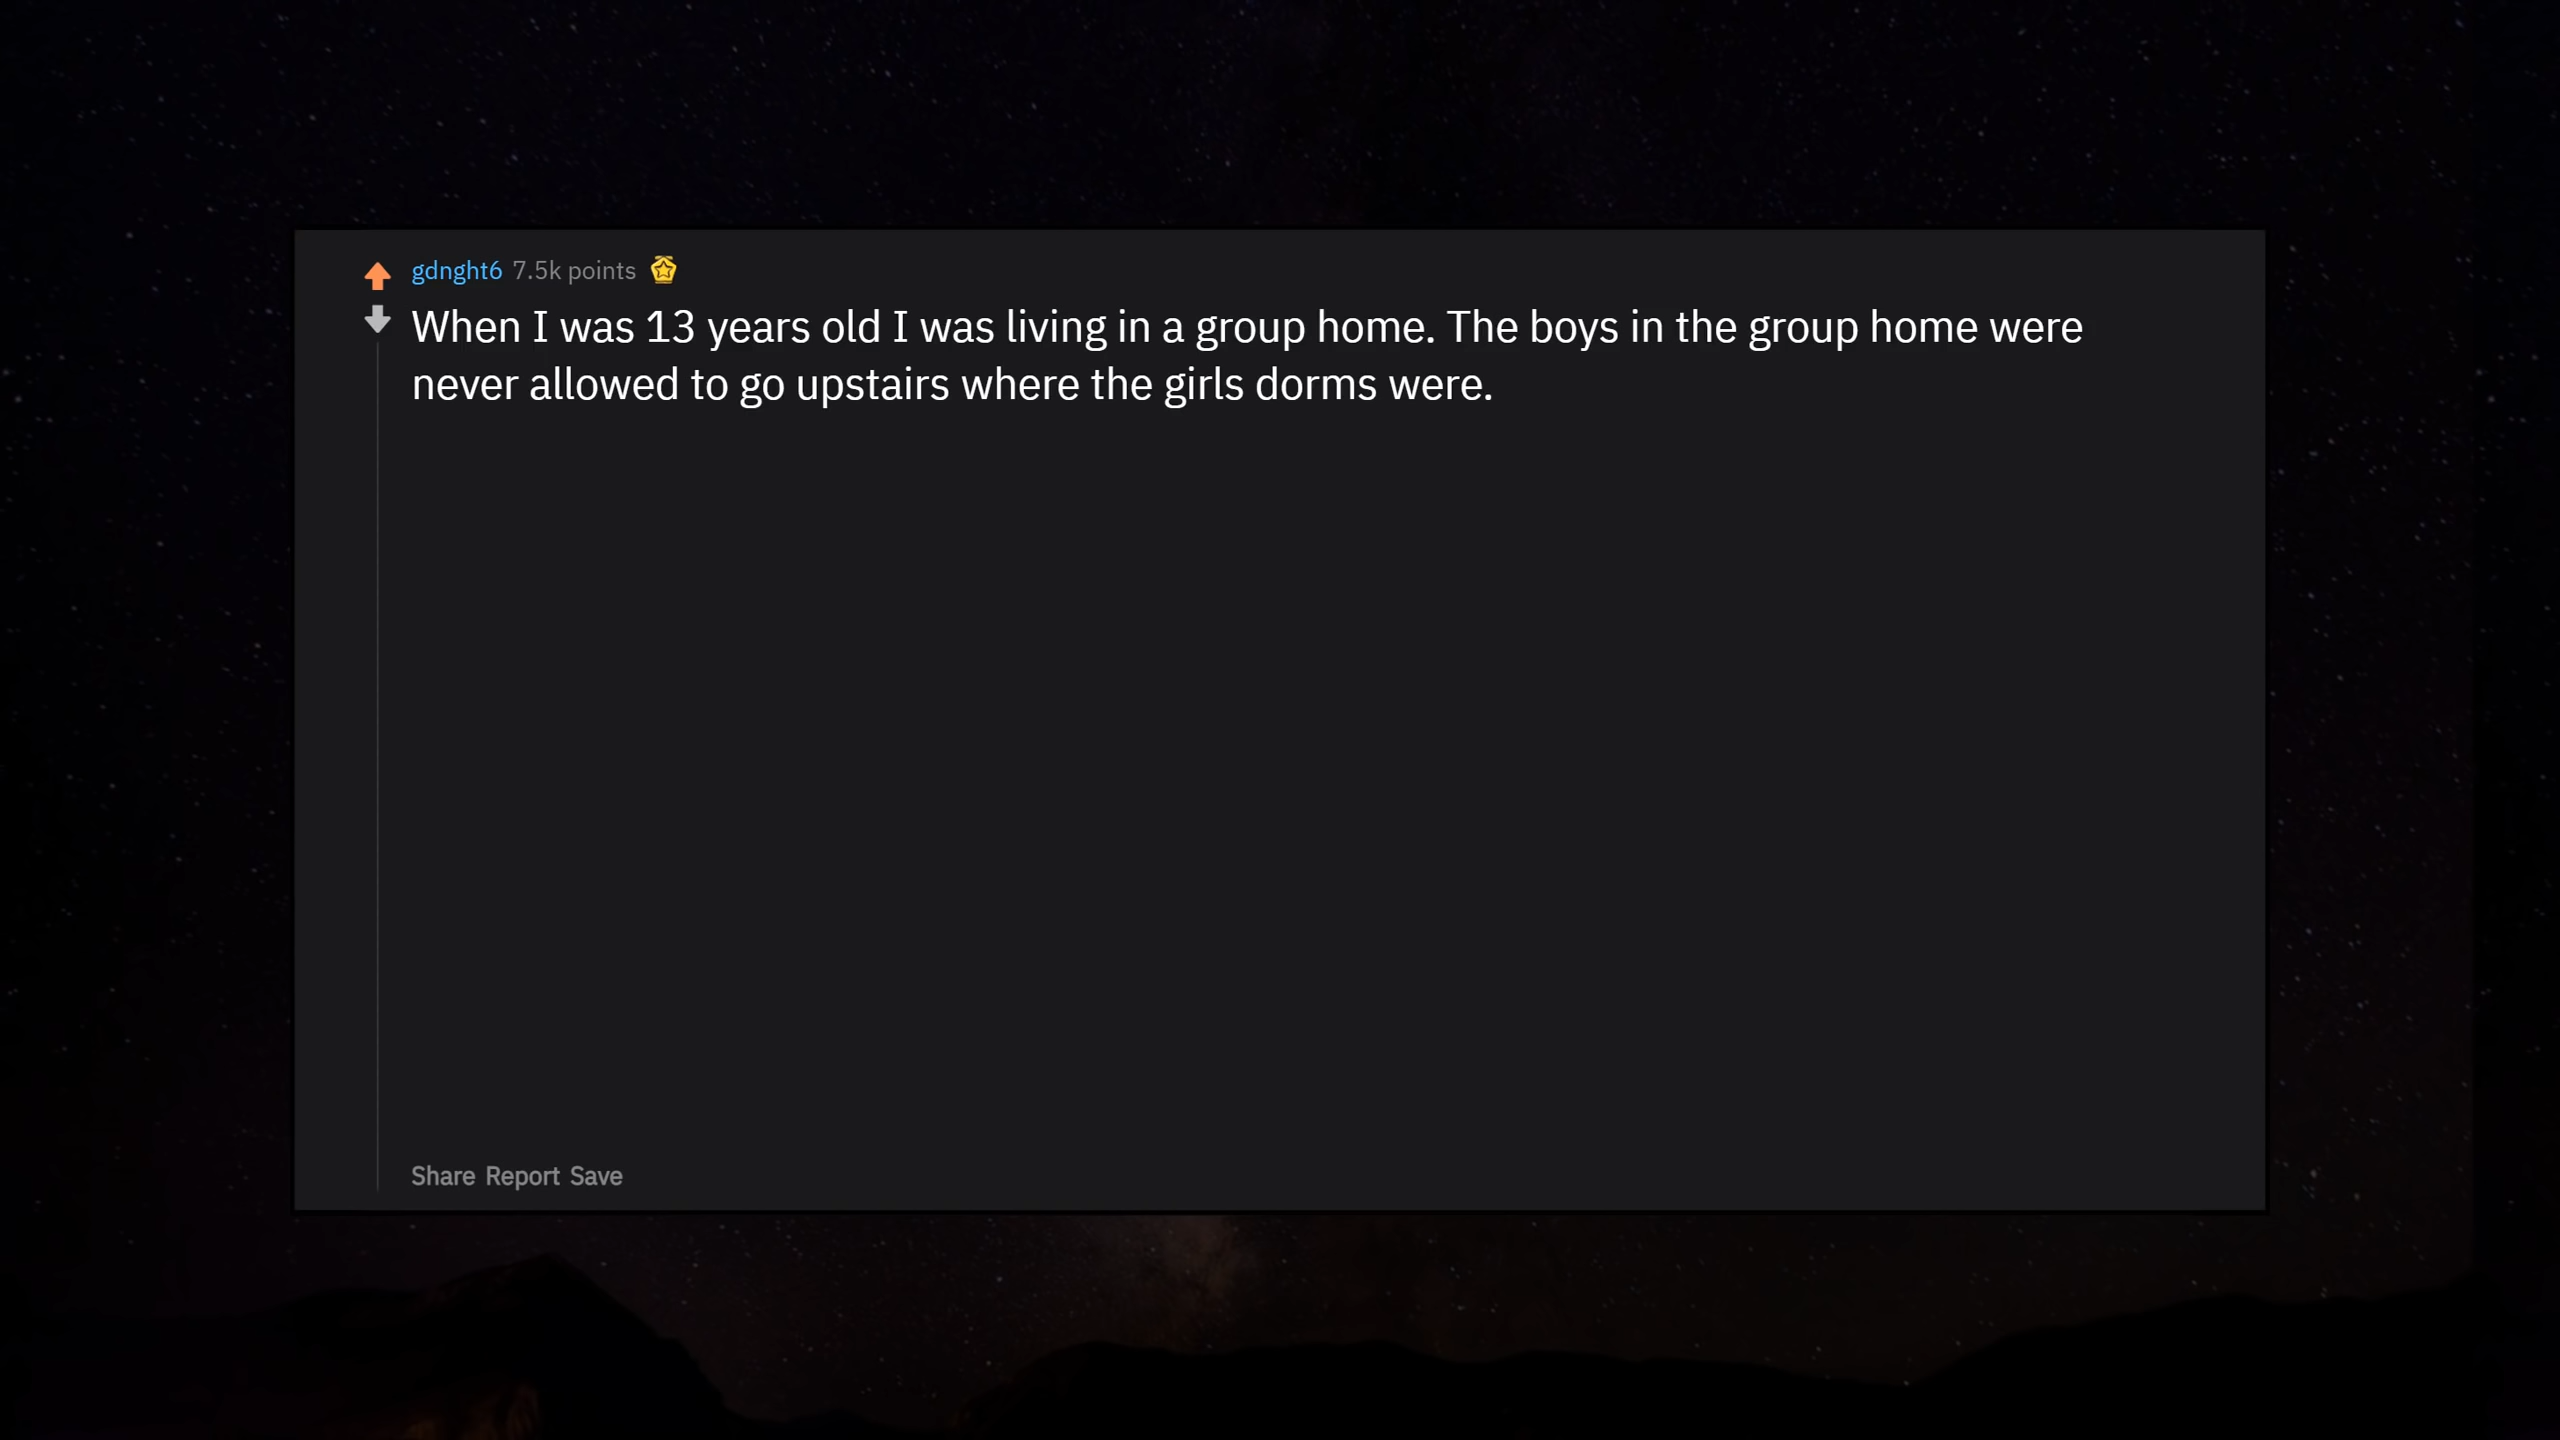 gdnght6 7.5k points
When I was 13 years old I was living in a group home. The boys in the group home were
never allowed to go upstairs where the girls dorms were.
Share Report Save